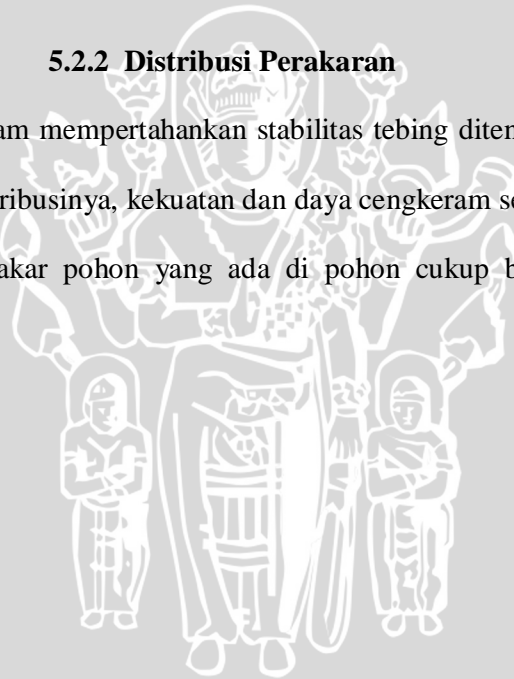 5.2.2 Distribusi Perakaran
am mempertahankan stabilitas tebing diten
ribusinya, kekuatan dan daya cengkeram se
akar pohon yang ada di pohon cukup b